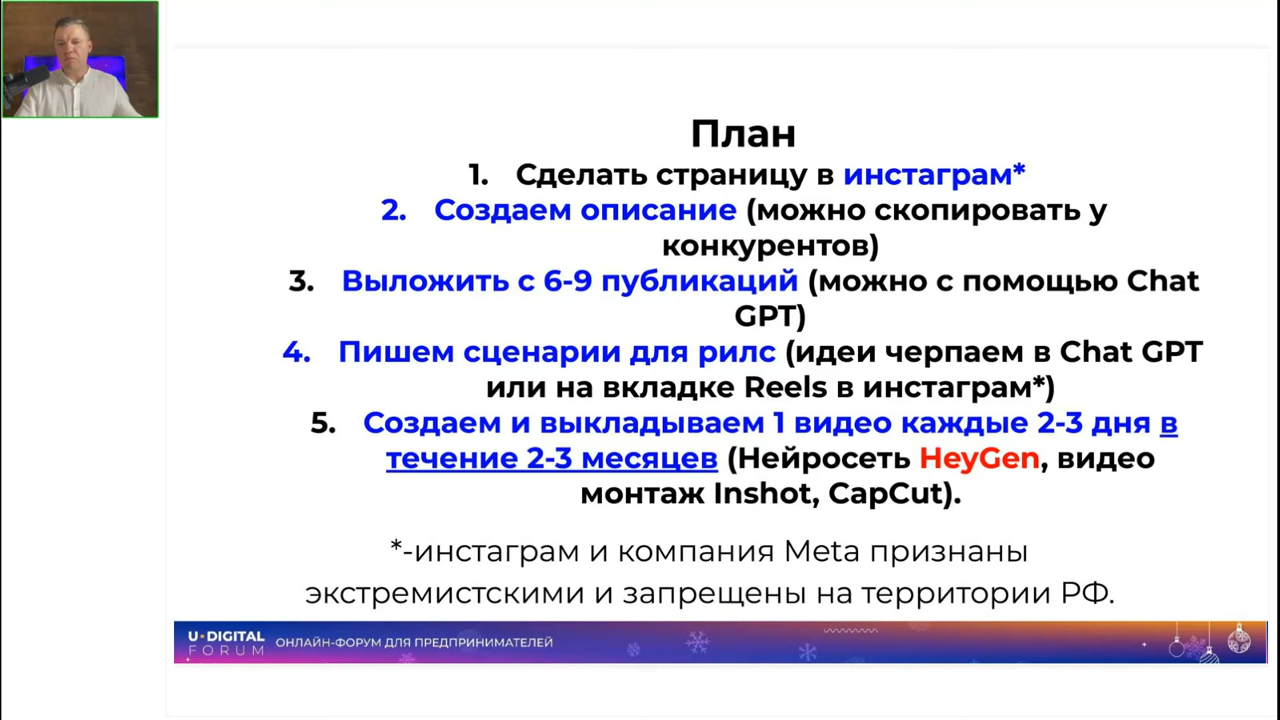 План
1. Сделать страницу в инстаграм*
2. Создаем описание (можно скопировать у
конкурентов)
3. Выложить с 6-9 публикаций (можно с помощью Chat
GPT)
4. Пишем сценарии для рилс (идеи черпаем в Chat GPT
или на вкладке Reels в инстаграм*)
5. Создаем и выкладываем 1 видео каждые 2-3 дня в
течение 2-3 месяцев (Нейросеть HeyGen, видео
монтаж Inshot, CapCut).
*-инстаграм и компания Meta признаны
экстремистскими и запрещены на территории РФ.
U·DIGITAL
FORUM
ОНЛАЙН-ФОРУМ ДЛЯ ПРЕДПРИНИМАТЕЛЕЙ